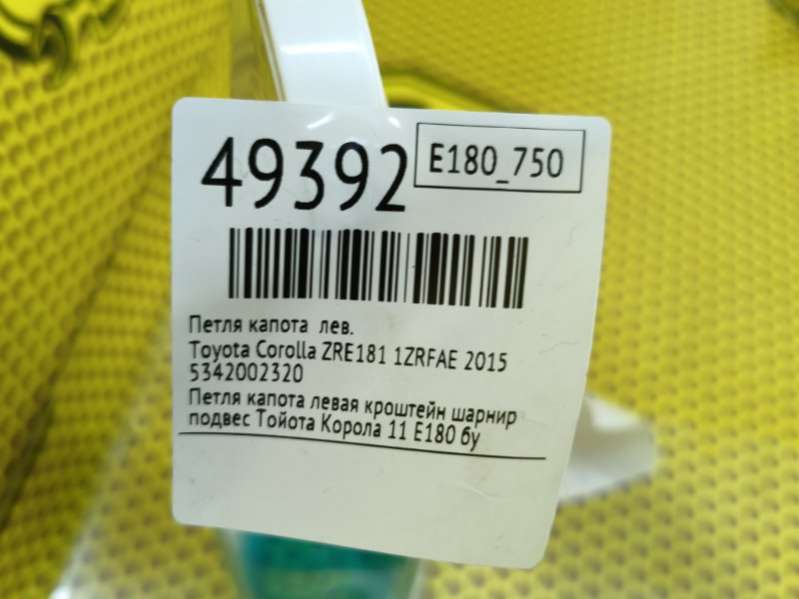 49392
E180_750
Петля капота лев.
Toyota Corolla ZRE181 1ZRFAE 2015
5342002320
Петля капота левая кроштейн шарнир
подвес Тойота Корола 11 Е180 бу